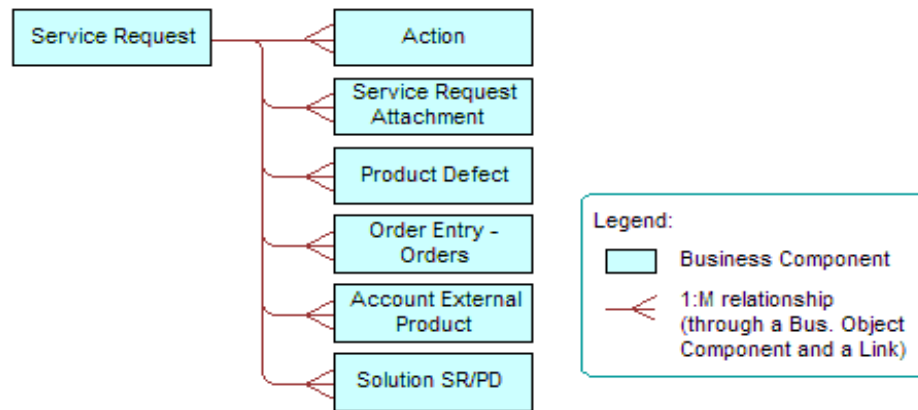 Service Request
Action
Service Request
Attachment
Product Defect
Order Entry -
Orders
Account External
Product
Solution SR/PD
Legend:
Business Component
1:M relationship
(through a Bus. Object
Component and a Link)